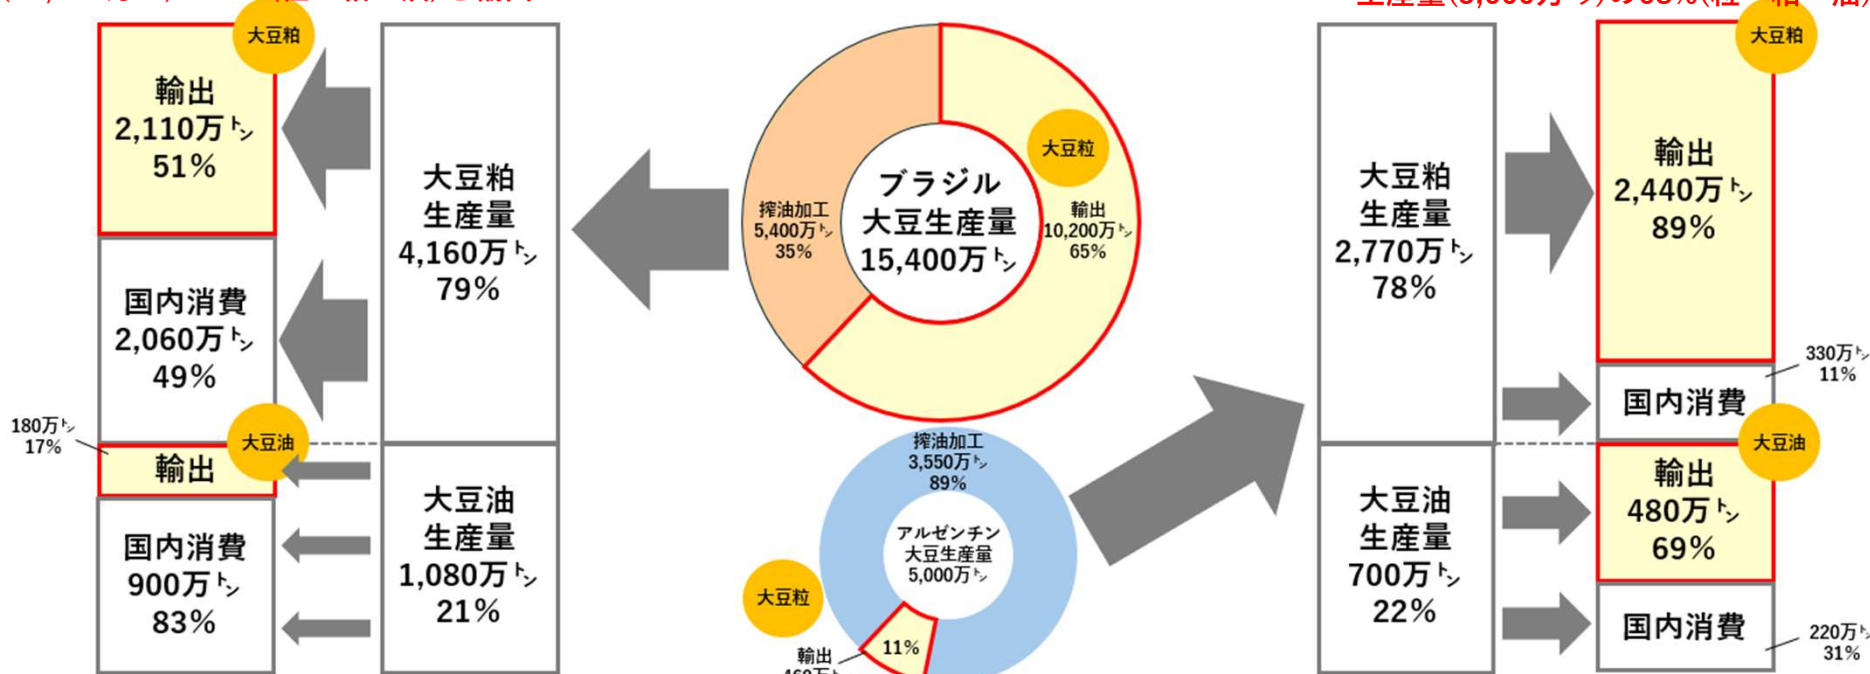 大豆粕
輸出
2,110万㌧
51%
国内消費
2,060万㌧
49%
180万㌧
17%
大豆油
輸出
国内消費
900万㌧
83%
大豆粕
生産量
4,160万㌧
79%
大豆油
生産量
1,080万㌧
21%
搾油加工
5,400万㌧
35%
ブラジル
大豆生産量
15,400万㌧
大豆粒
輸出
10,200万㌧
65%
搾油加工
3,550万㌧
89%
アルゼンチン
大豆生産量
5,000万㌧
大豆粒
11%
輸出
大豆粕
生産量
2,770万㌧
78%
大豆油
生産量
700万㌧
22%
大豆粕
輸出
2,440万㌧
89%
330万㌧
11%
国内消費
大豆油
輸出
480万㌧
69%
国内消費
220万㌧
31%